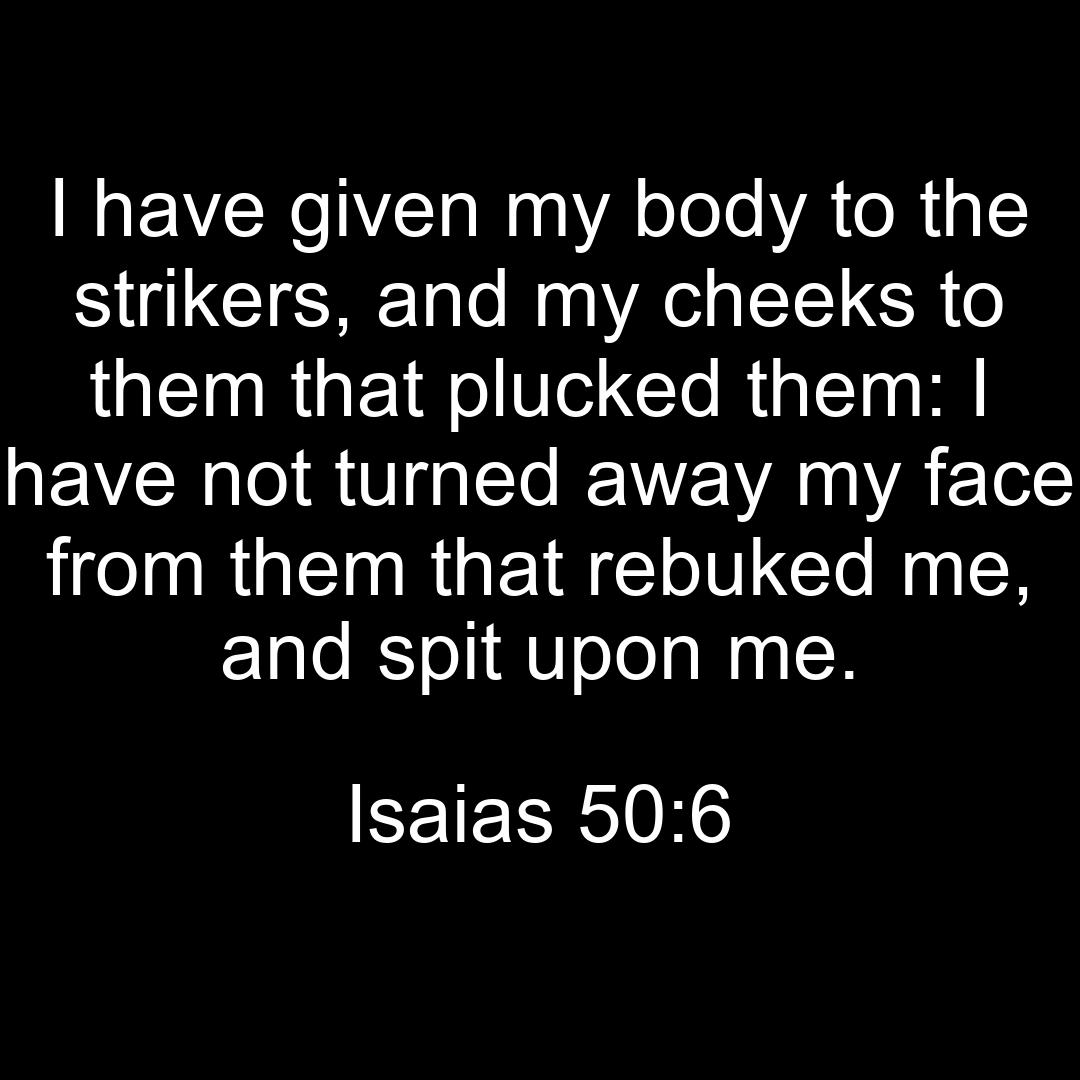 I have given my body to the
strikers, and my cheeks to
them that plucked them: I
have not turned away my face
from them that rebuked me,
and spit upon me.
Isaias 50:6